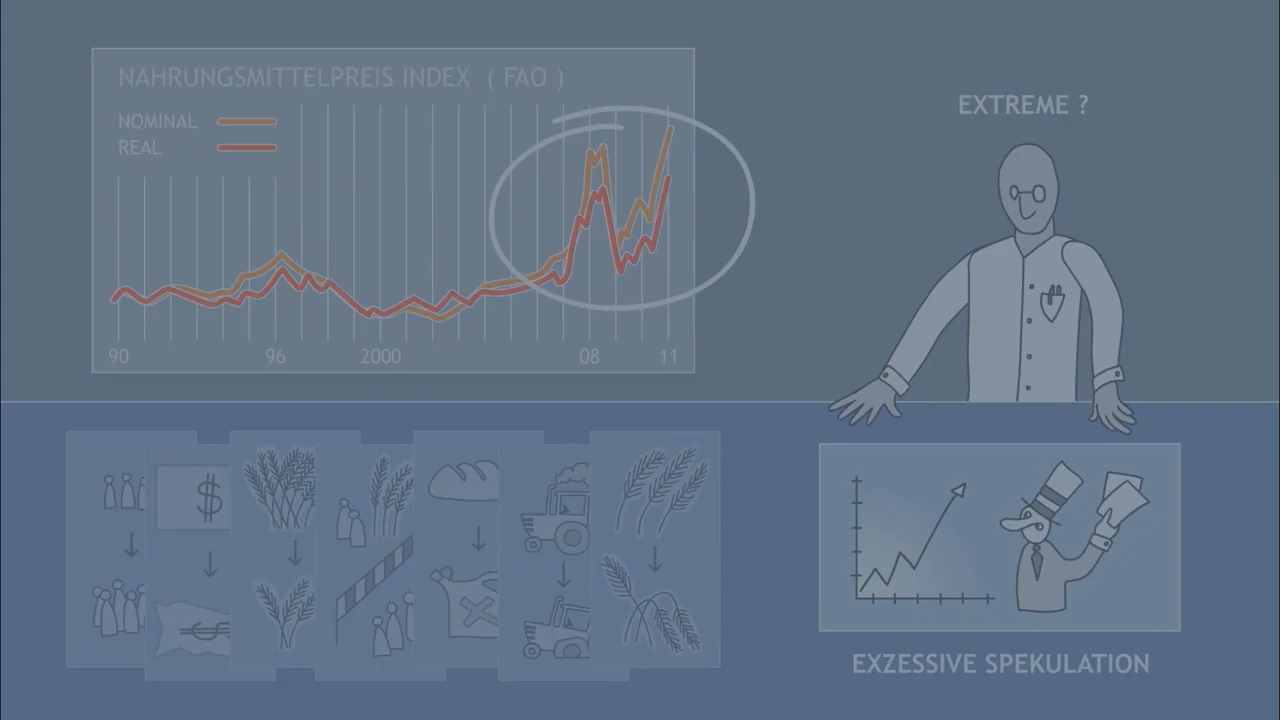 NAHRUNGSMITTELPREIS INDEX ( FAO )
NOMINAL
REAL
90 96 2000 08 11
EXTREME ?
$
$
EXZESSIVE SPEKULATION